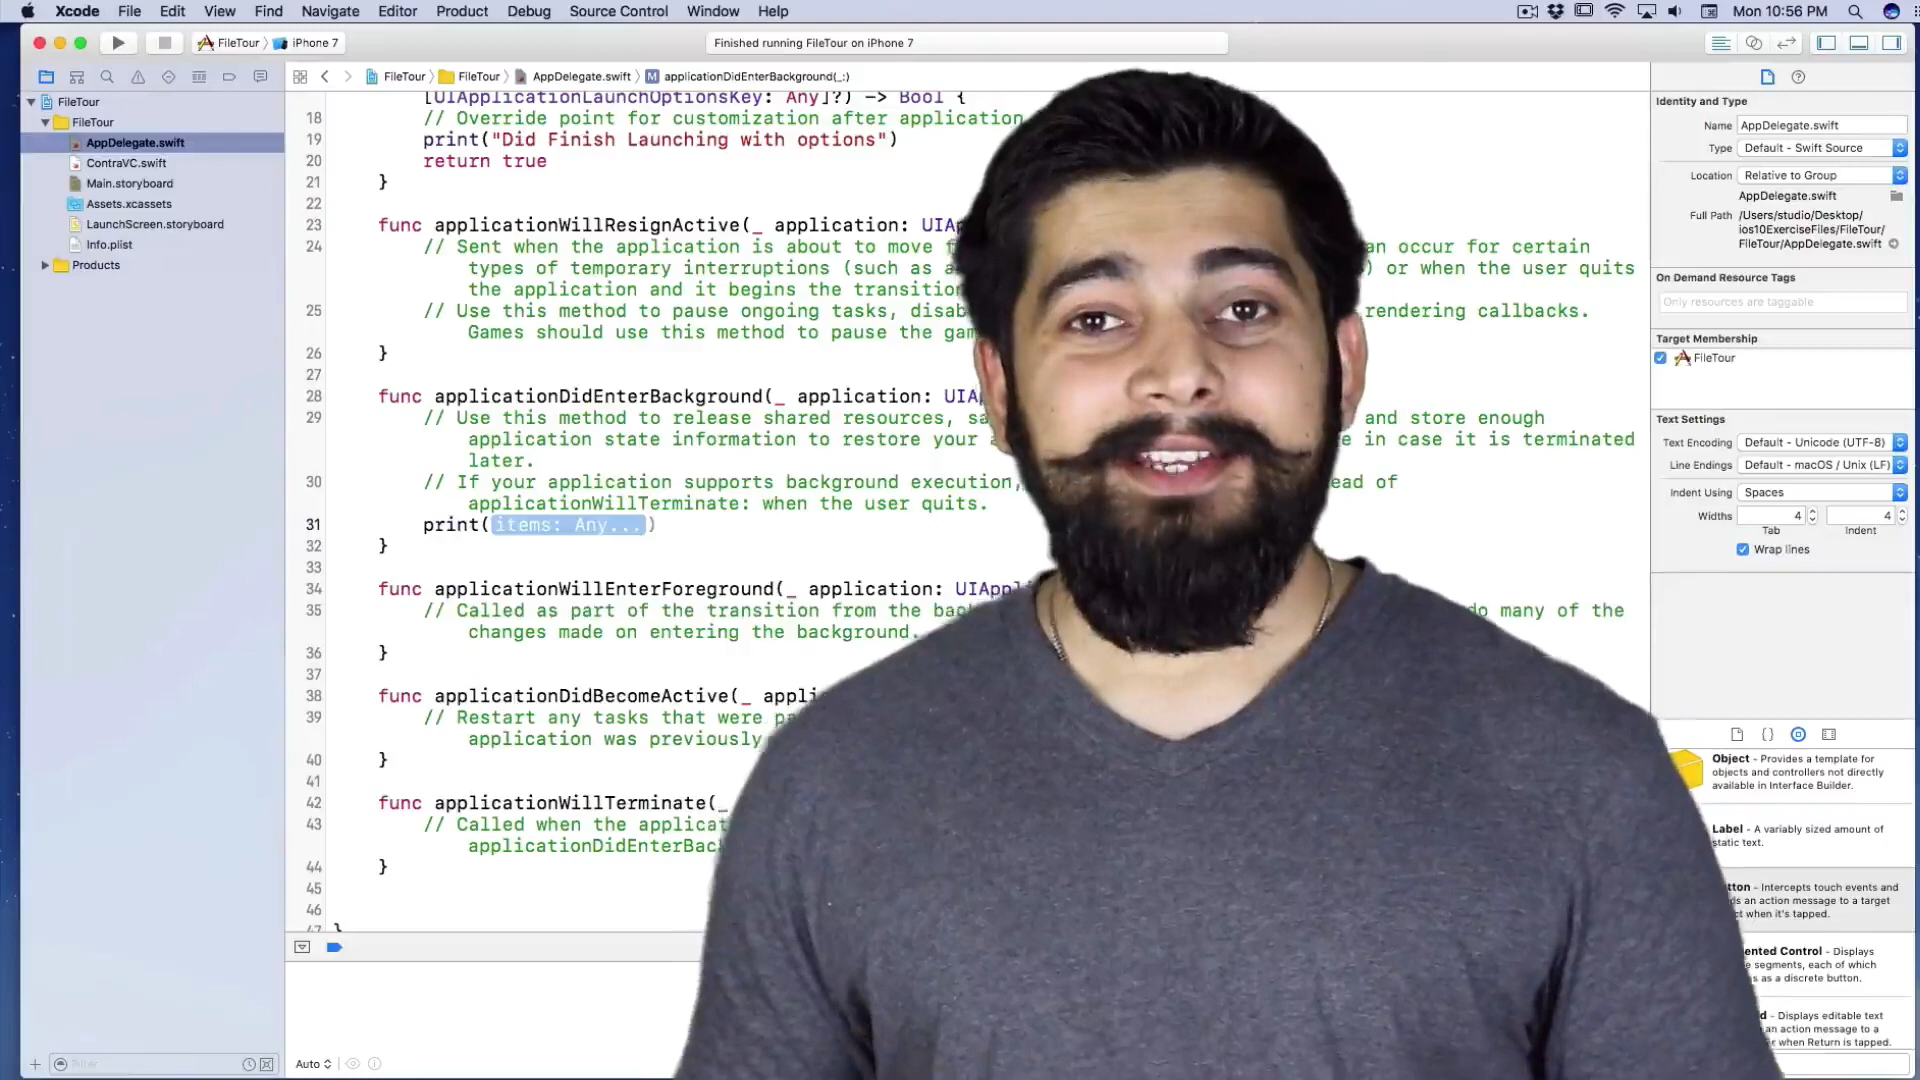 Xcode File Edit View Find Navigate Editor Product Debug Source Control Window Help Mon 10:56 PM
FileTour iPhone 7 Finished running FileTour on iPhone 7
FileTour FileTour AppDelegate.swift M applicationDidEnterBackground(_:)
FileTour
FileTour
AppDelegate.swift
ContraVC.swift
Main.storyboard
Assets.xcassets
LaunchScreen.storyboard
Info.plist
Products
Filter
[UIApplicationLaunchOptionsKey: Any]?) -> Bool {
18 // Override point for customization after application
19 print("Did Finish Launching with options")
20 return true
21 }
23 func applicationWillResignActive(_ application:
24 // Sent when the application is about to move an occur for certain
types of temporary interruptions (such as ) or when the user quits
the application and it begins the transition
25 // Use this method to pause ongoing tasks, rendering callbacks.
Games should use this method to pause the
26 }
27
28 func applicationDidEnterBackground(_ application:
29 // Use this method to release shared resources, and store enough
application state information to restore your in case it is terminated
later.
30 // If your application supports background execution,
applicationWillTerminate: when the user quits.
31 print(items: Any...)
32 }
33
34 func applicationWillEnterForeground(_ application:
35 // Called as part of the transition from the many of the
changes made on entering the background.
36 }
37
38 func applicationDidBecomeActive(_
39 // Restart any tasks that were
application was previously
40 }
41
42 func applicationWillTerminate(_
43 // Called when the
44 }
45
46
47 }
Auto
Identity and Type
Name AppDelegate.swift
Type Default - Swift Source
Location Relative to Group
AppDelegate.swift
Full Path /Users/studio/Desktop/
ios10ExerciseFiles/FileTour/
FileTour/AppDelegate.swift
On Demand Resource Tags
Only resources are taggable
Target Membership
FileTour
Text Settings
Text Encoding Default - Unicode (UTF-8)
Line Endings Default - macOS / Unix (LF)
Indent Using Spaces
Widths 4 4
Tab Indent
Wrap lines
{}
Object - Provides a template for
objects and controllers not directly
available in Interface Builder.
Label - A variably sized amount of
static text.
- Intercepts touch events and
an action message to a target
when it's tapped.
Control - Displays
segments, each of which
as a discrete button.
- Displays editable text
an action message to a
when Return is tapped.